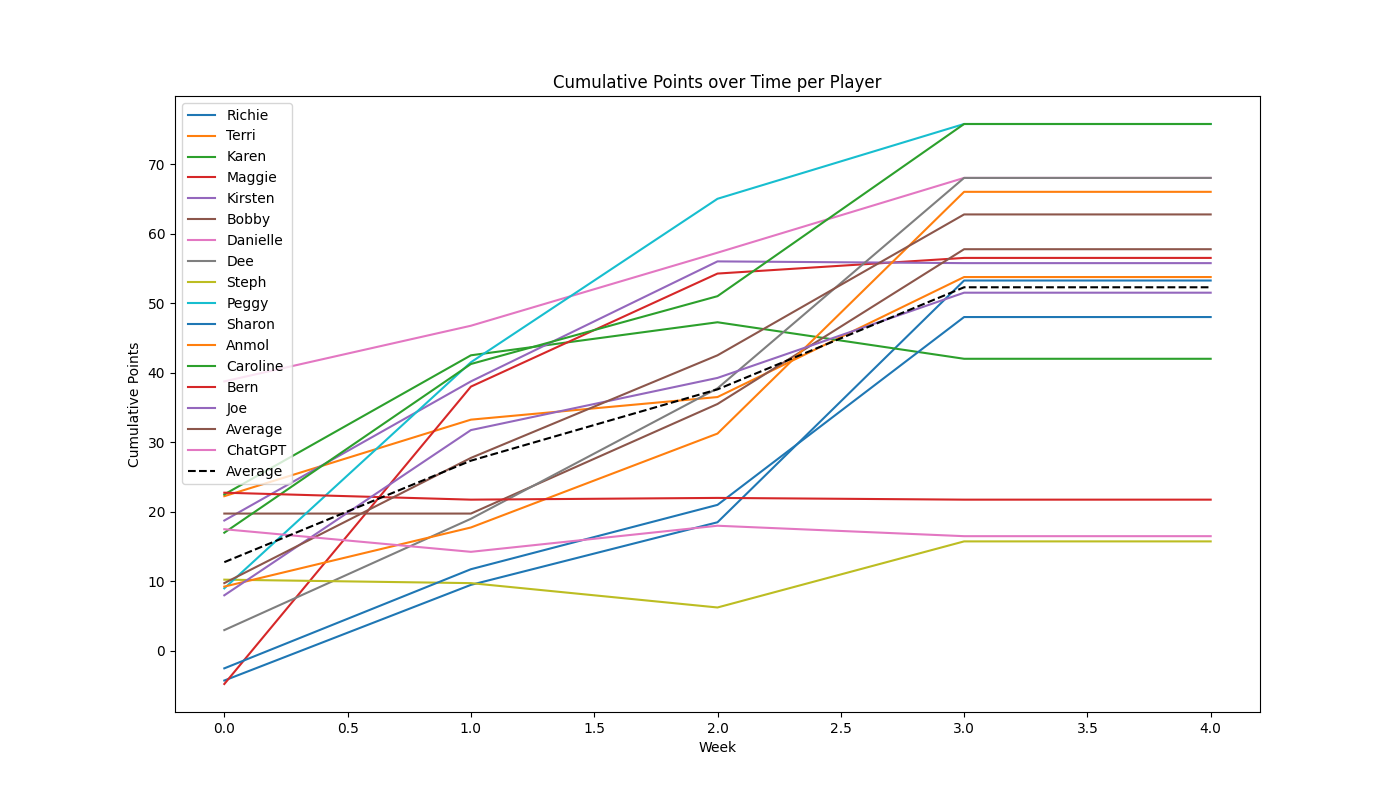 Cumulative Points over Time per Player
Richie
Terri
Karen
Maggie
Kirsten
Bobby
Danielle
Dee
Steph
Peggy
Sharon
Anmol
Caroline
Bern
Joe
Average
ChatGPT
Average
Cumulative Points
70
60
50
40
30
20
10
0
0.0 0.5 1.0 1.5 2.0 2.5 3.0 3.5 4.0
Week